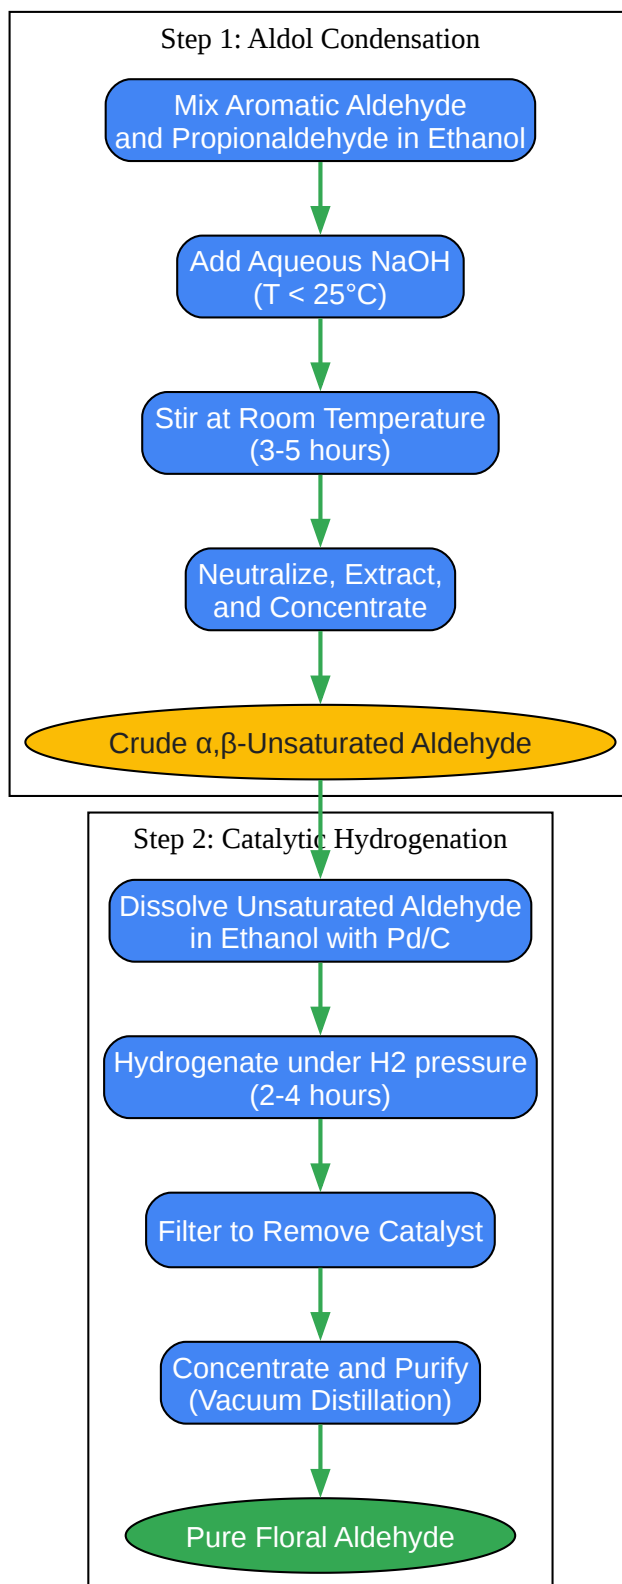 Step 1: Aldol Condensation
Mix Aromatic Aldehyde
and Propionaldehyde in Ethanol
Add Aqueous NaOH
(T < 25°C)
Stir at Room Temperature
(3-5 hours)
Neutralize, Extract,
and Concentrate
Crude α,β-Unsaturated Aldehyde
Step 2: Catalytic Hydrogenation
Dissolve Unsaturated Aldehyde
in Ethanol with Pd/C
Hydrogenate under H2 pressure
(2-4 hours)
Filter to Remove Catalyst
Concentrate and Purify
(Vacuum Distillation)
Pure Floral Aldehyde